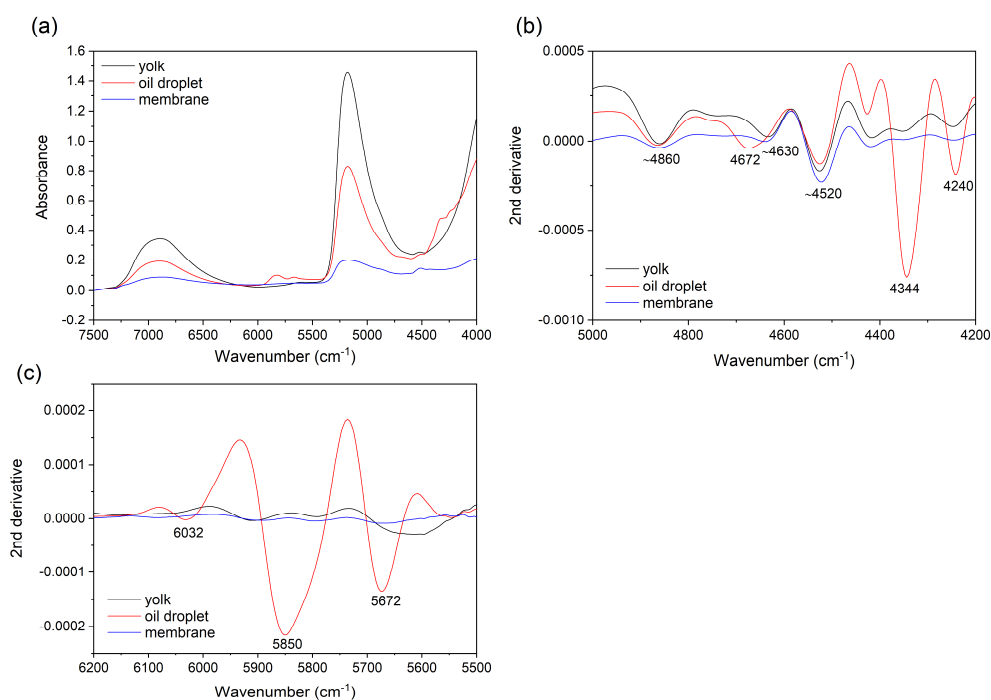 (a)
1.6
1.4
1.2
1.0
0.8
0.6
0.4
0.2
0.0
-0.2
Absorbance
yolk
oil droplet
membrane
7500 7000 6500 6000 5500 5000 4500 4000
Wavenumber (cm-1)
(b)
0.0005
0.0000
-0.0005
-0.0010
2nd derivative
~4860
4672
~4630
~4520
4344
4240
yolk
oil droplet
membrane
5000 4800 4600 4400 4200
Wavenumber (cm-1)
(c)
0.0002
0.0001
0.0000
-0.0001
-0.0002
2nd derivative
6032
5850
5672
yolk
oil droplet
membrane
6200 6100 6000 5900 5800 5700 5600 5500
Wavenumber (cm-1)